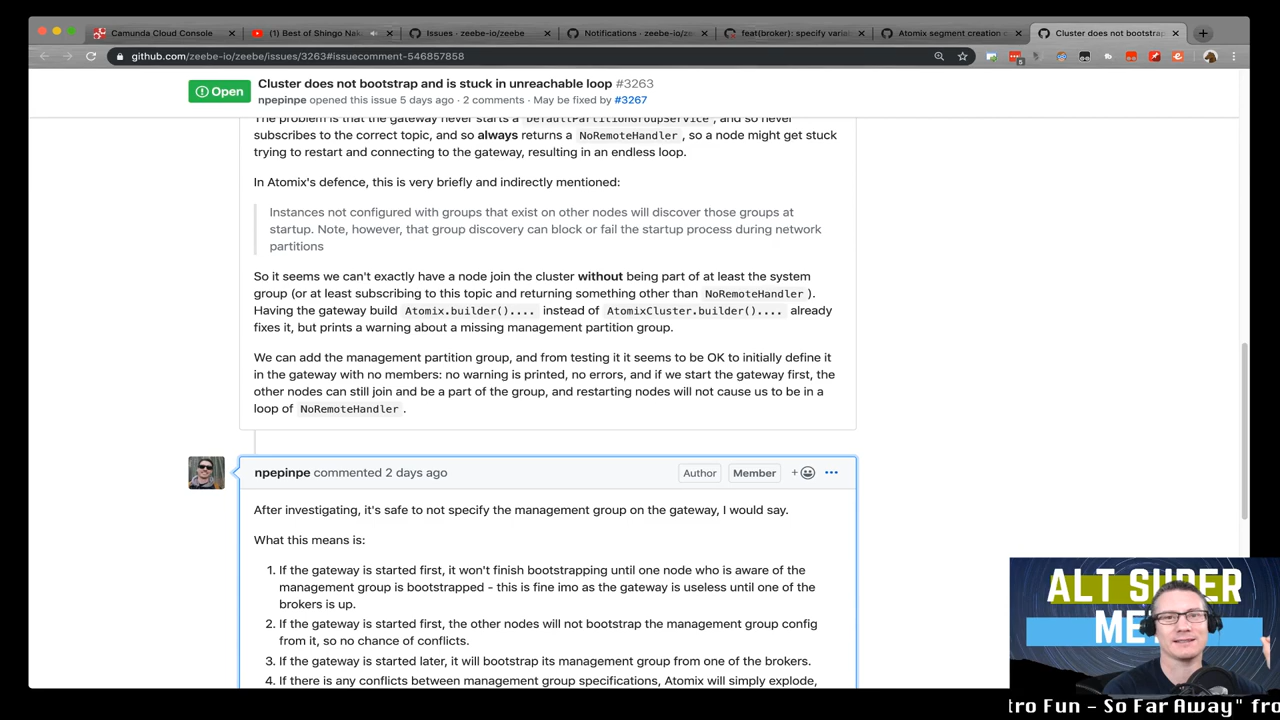 Camunda Cloud Console
(1) Best of Shingo Nak
Issues · zeebe-io/zeebe
Notifications · zeebe-io/ze
feat(broker): specify varia
Atomix segment creation c
Cluster does not bootstrap
github.com/zeebe-io/zeebe/issues/3263#issuecomment-546857858
Open
Cluster does not bootstrap and is stuck in unreachable loop #3263
npepinpe opened this issue 5 days ago · 2 comments · May be fixed by #3267
The problem is that the gateway never starts a DefaultPartitionGroupService, and so never
subscribes to the correct topic, and so always returns a NoRemoteHandler, so a node might get stuck
trying to restart and connecting to the gateway, resulting in an endless loop.
In Atomix's defence, this is very briefly and indirectly mentioned:
Instances not configured with groups that exist on other nodes will discover those groups at
startup. Note, however, that group discovery can block or fail the startup process during network
partitions
So it seems we can't exactly have a node join the cluster without being part of at least the system
group (or at least subscribing to this topic and returning something other than NoRemoteHandler).
Having the gateway build Atomix.builder().... instead of AtomixCluster.builder().... already
fixes it, but prints a warning about a missing management partition group.
We can add the management partition group, and from testing it it seems to be OK to initially define it
in the gateway with no members: no warning is printed, no errors, and if we start the gateway first, the
other nodes can still join and be a part of the group, and restarting nodes will not cause us to be in a
loop of NoRemoteHandler.
npepinpe commented 2 days ago
Author
Member
After investigating, it's safe to not specify the management group on the gateway, I would say.
What this means is:
1. If the gateway is started first, it won't finish bootstrapping until one node who is aware of the
management group is bootstrapped - this is fine imo as the gateway is useless until one of the
brokers is up.
2. If the gateway is started first, the other nodes will not bootstrap the management group config
from it, so no chance of conflicts.
3. If the gateway is started later, it will bootstrap its management group from one of the brokers.
4. If there is any conflicts between management group specifications, Atomix will simply explode,
ALT SUPER
ME
tro Fun - So Far Away" fro